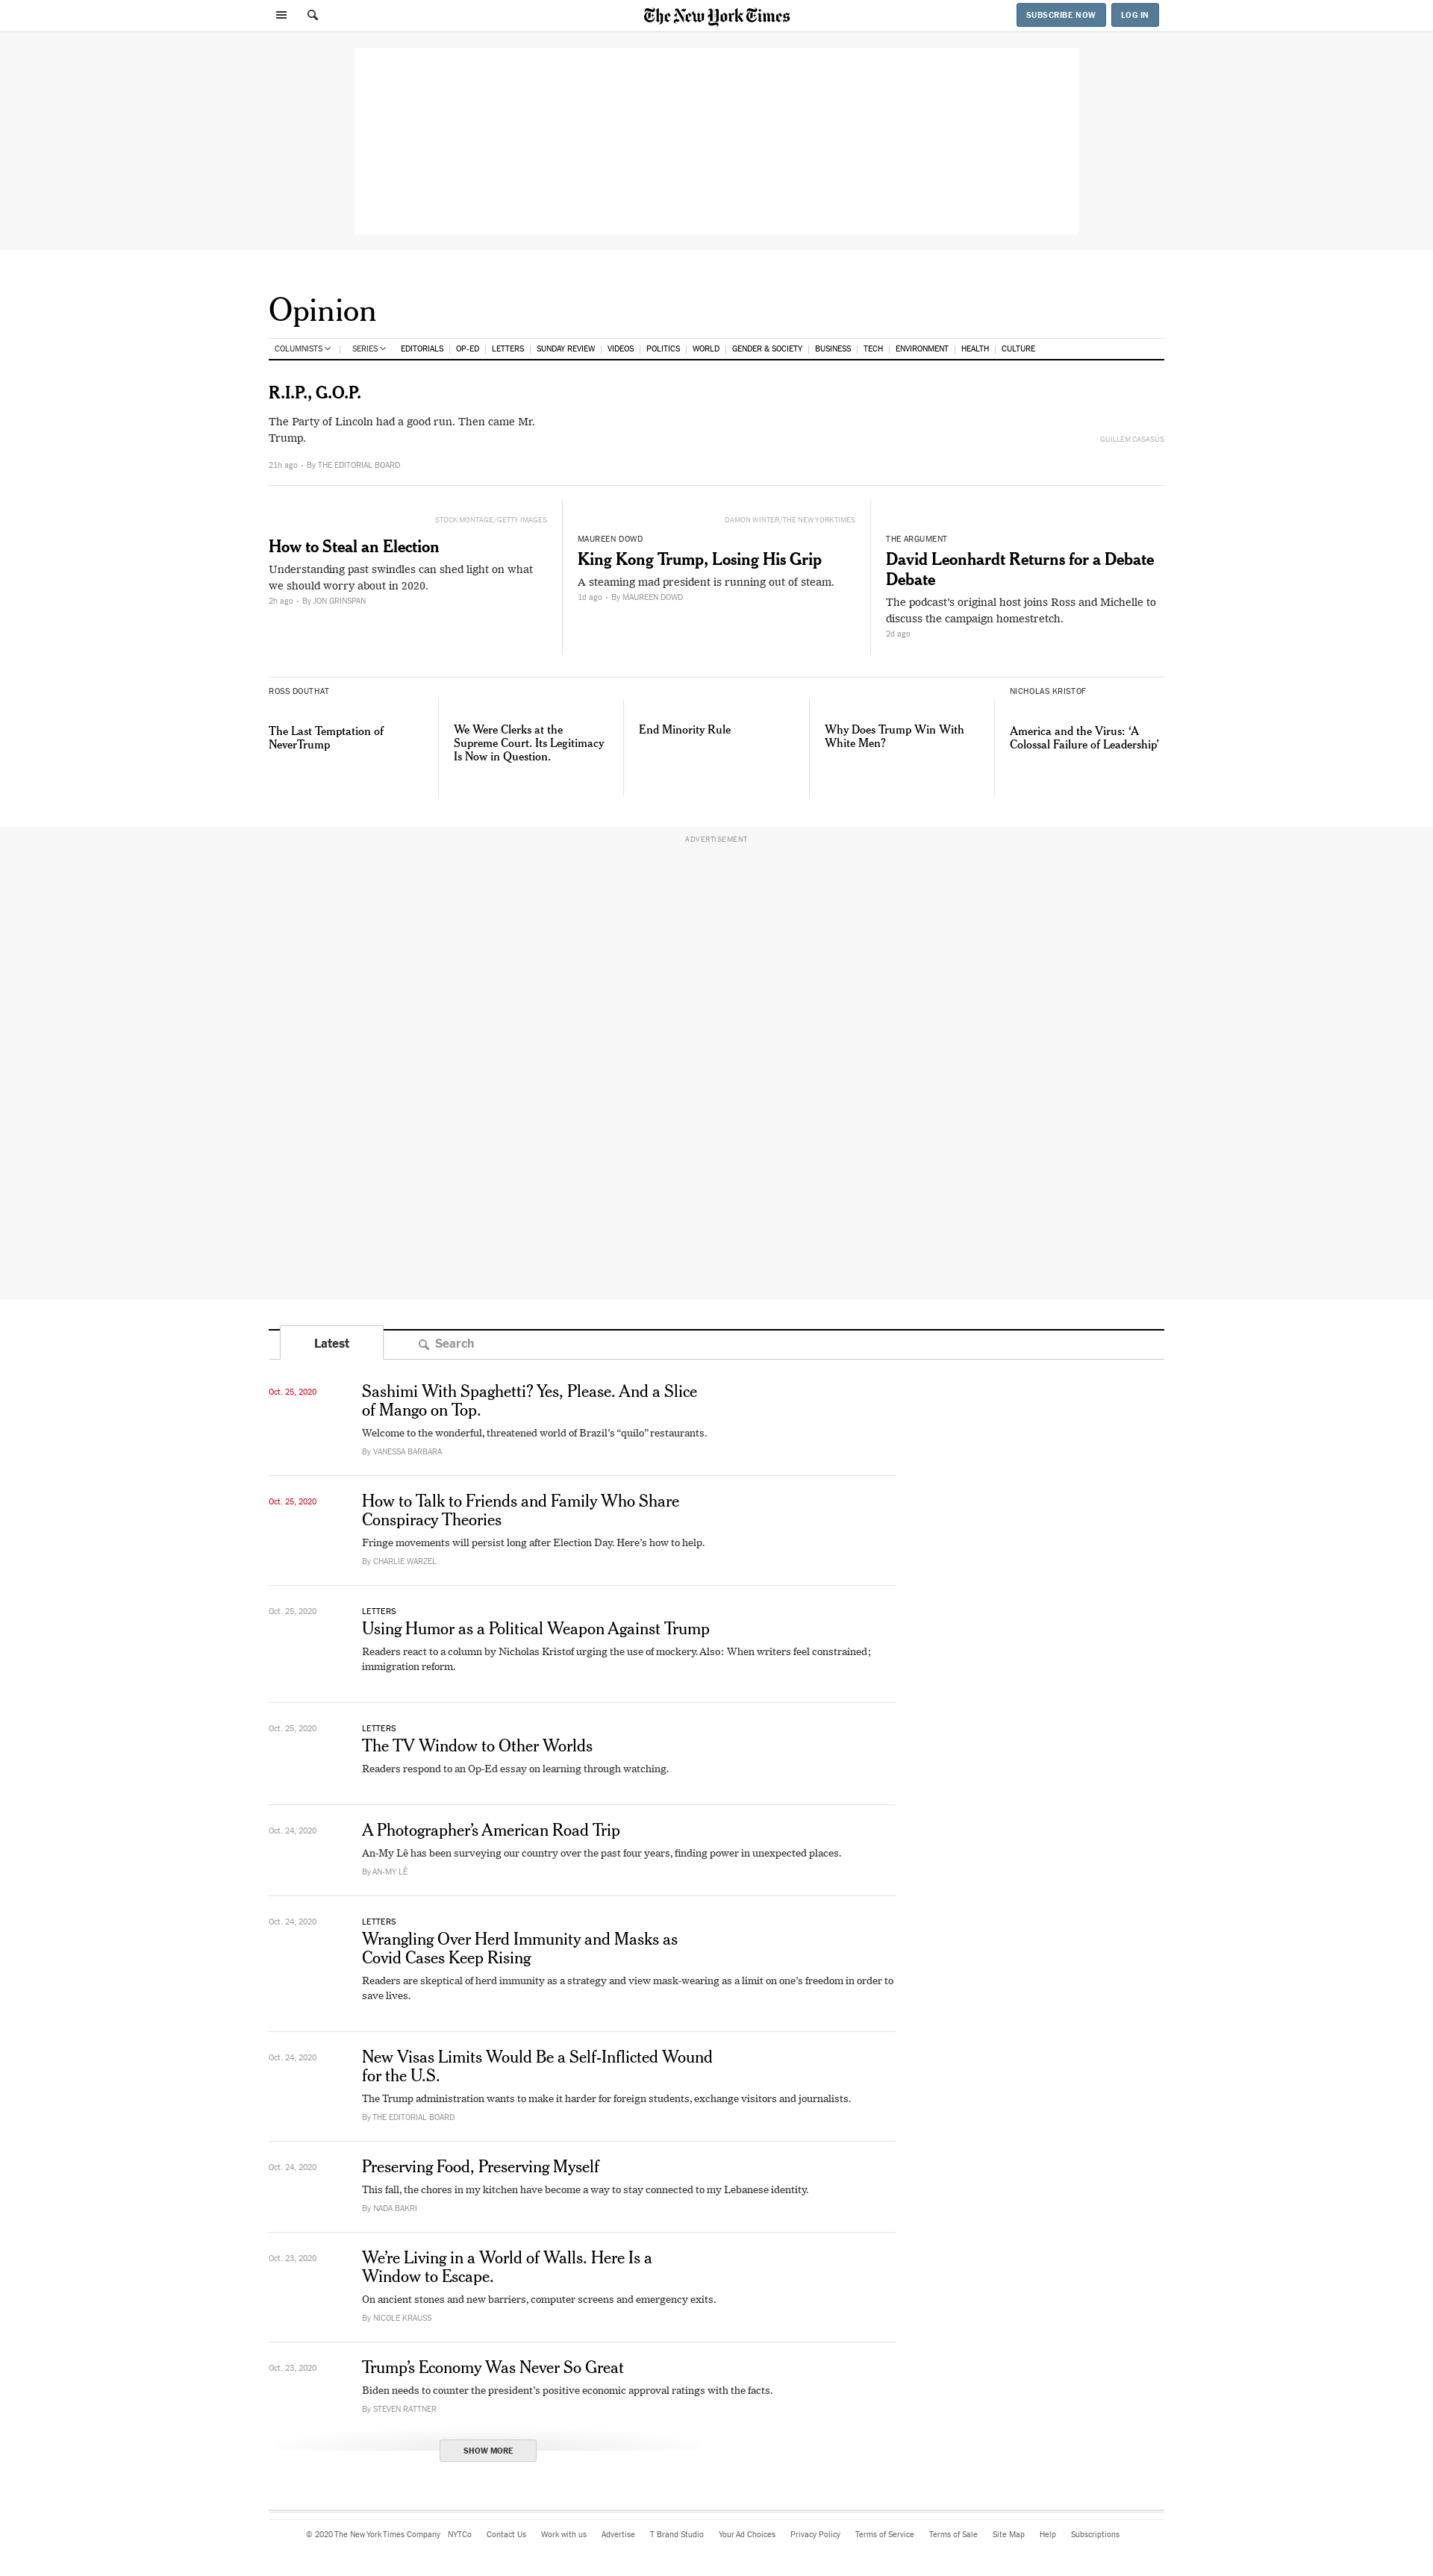 The New York Times
SUBSCRIBE NOW
LOG IN
Opinion
COLUMNISTS
SERIES
EDITORIALS
OP-ED
LETTERS
SUNDAY REVIEW
VIDEOS
POLITICS
WORLD
GENDER & SOCIETY
BUSINESS
TECH
ENVIRONMENT
HEALTH
CULTURE
R.I.P., G.O.P.
The Party of Lincoln had a good run. Then came Mr.
Trump.
21h ago • By THE EDITORIAL BOARD
GUILLEM CASASÚS
STOCK MONTAGE/GETTY IMAGES
How to Steal an Election
Understanding past swindles can shed light on what
we should worry about in 2020.
2h ago • By JON GRINSPAN
DAMON WINTER/THE NEW YORK TIMES
MAUREEN DOWD
King Kong Trump, Losing His Grip
A steaming mad president is running out of steam.
1d ago • By MAUREEN DOWD
THE ARGUMENT
David Leonhardt Returns for a Debate
Debate
The podcast’s original host joins Ross and Michelle to
discuss the campaign homestretch.
2d ago
ROSS DOUTHAT
The Last Temptation of
NeverTrump
We Were Clerks at the
Supreme Court. Its Legitimacy
Is Now in Question.
End Minority Rule
Why Does Trump Win With
White Men?
NICHOLAS KRISTOF
America and the Virus: ‘A
Colossal Failure of Leadership’
ADVERTISEMENT
Latest
Search
Oct. 25, 2020
Sashimi With Spaghetti? Yes, Please. And a Slice
of Mango on Top.
Welcome to the wonderful, threatened world of Brazil’s “quilo” restaurants.
By VANESSA BARBARA
Oct. 25, 2020
How to Talk to Friends and Family Who Share
Conspiracy Theories
Fringe movements will persist long after Election Day. Here’s how to help.
By CHARLIE WARZEL
Oct. 25, 2020
LETTERS
Using Humor as a Political Weapon Against Trump
Readers react to a column by Nicholas Kristof urging the use of mockery. Also: When writers feel constrained;
immigration reform.
Oct. 25, 2020
LETTERS
The TV Window to Other Worlds
Readers respond to an Op-Ed essay on learning through watching.
Oct. 24, 2020
A Photographer’s American Road Trip
An-My Lê has been surveying our country over the past four years, finding power in unexpected places.
By AN-MY LÊ
Oct. 24, 2020
LETTERS
Wrangling Over Herd Immunity and Masks as
Covid Cases Keep Rising
Readers are skeptical of herd immunity as a strategy and view mask-wearing as a limit on one’s freedom in order to
save lives.
Oct. 24, 2020
New Visas Limits Would Be a Self-Inflicted Wound
for the U.S.
The Trump administration wants to make it harder for foreign students, exchange visitors and journalists.
By THE EDITORIAL BOARD
Oct. 24, 2020
Preserving Food, Preserving Myself
This fall, the chores in my kitchen have become a way to stay connected to my Lebanese identity.
By NADA BAKRI
Oct. 23, 2020
We’re Living in a World of Walls. Here Is a
Window to Escape.
On ancient stones and new barriers, computer screens and emergency exits.
By NICOLE KRAUSS
Oct. 23, 2020
Trump’s Economy Was Never So Great
Biden needs to counter the president’s positive economic approval ratings with the facts.
By STEVEN RATTNER
SHOW MORE
© 2020 The New York Times Company
NYTCo
Contact Us
Work with us
Advertise
T Brand Studio
Your Ad Choices
Privacy Policy
Terms of Service
Terms of Sale
Site Map
Help
Subscriptions